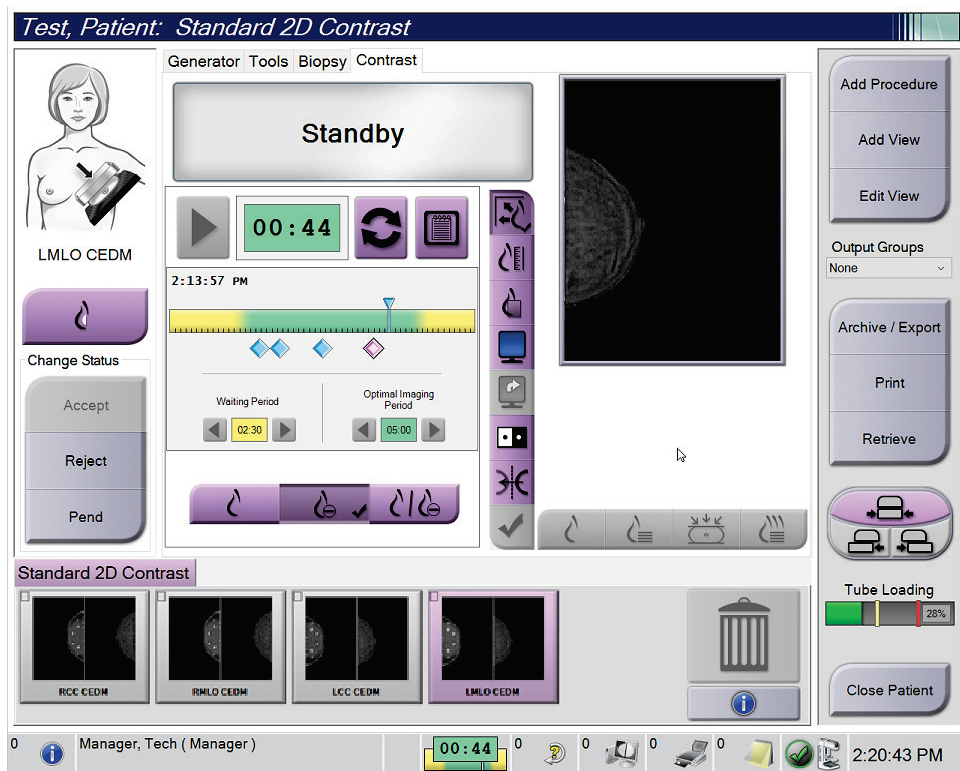 Test, Patient: Standard 2D Contrast
Generator Tools Biopsy Contrast
Standby
LMLO CEDM
Change Status
Accept
Reject
Pend
00:44
2:13:57 PM
Waiting Period
02:30
Optimal Imaging
Period
05:00
Add Procedure
Add View
Edit View
Output Groups
None
Archive / Export
Print
Retrieve
Tube Loading
28%
Close Patient
Standard 2D Contrast
RCC CEDM
RMLO CEDM
LCC CEDM
LMLO CEDM
0
Manager, Tech ( Manager )
00:44
0
0
0
0
2:20:43 PM